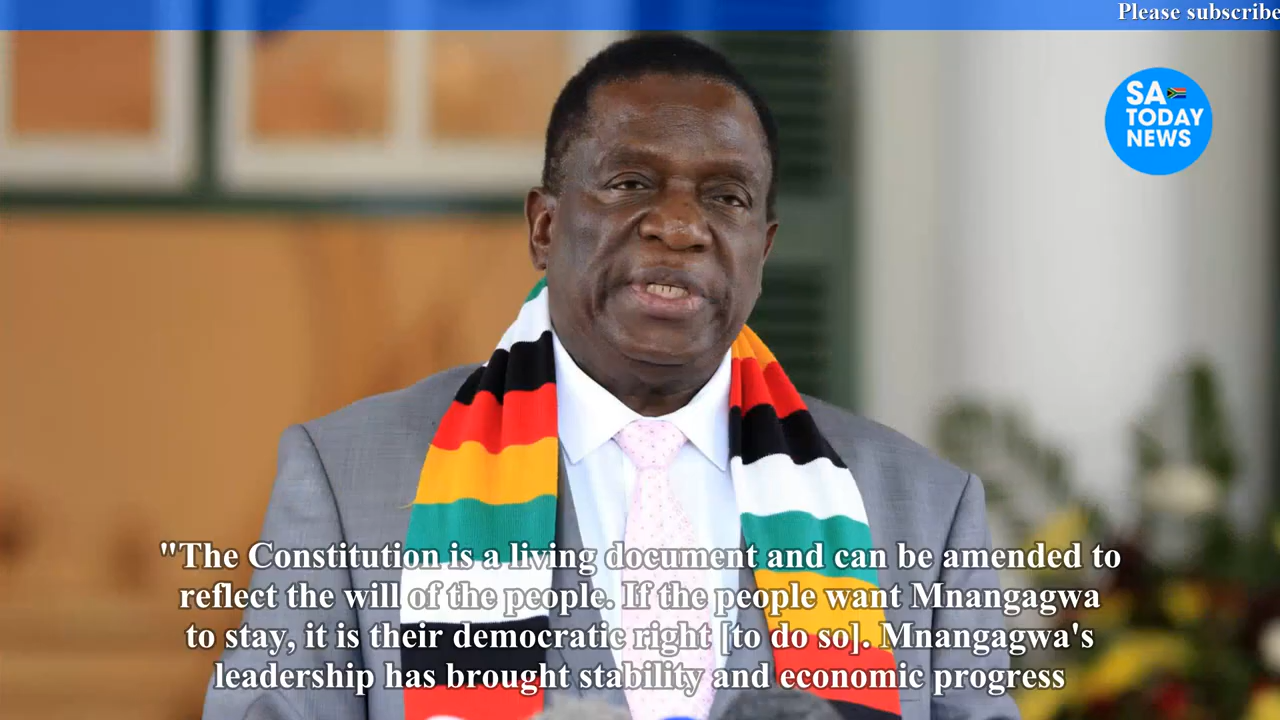 Please subscribe
SA
TODAY
NEWS
"The Constitution is a living document and can be amended to
reflect the will of the people. If the people want Mnangagwa
to stay, it is their democratic right [to do so]. Mnangagwa's
leadership has brought stability and economic progress